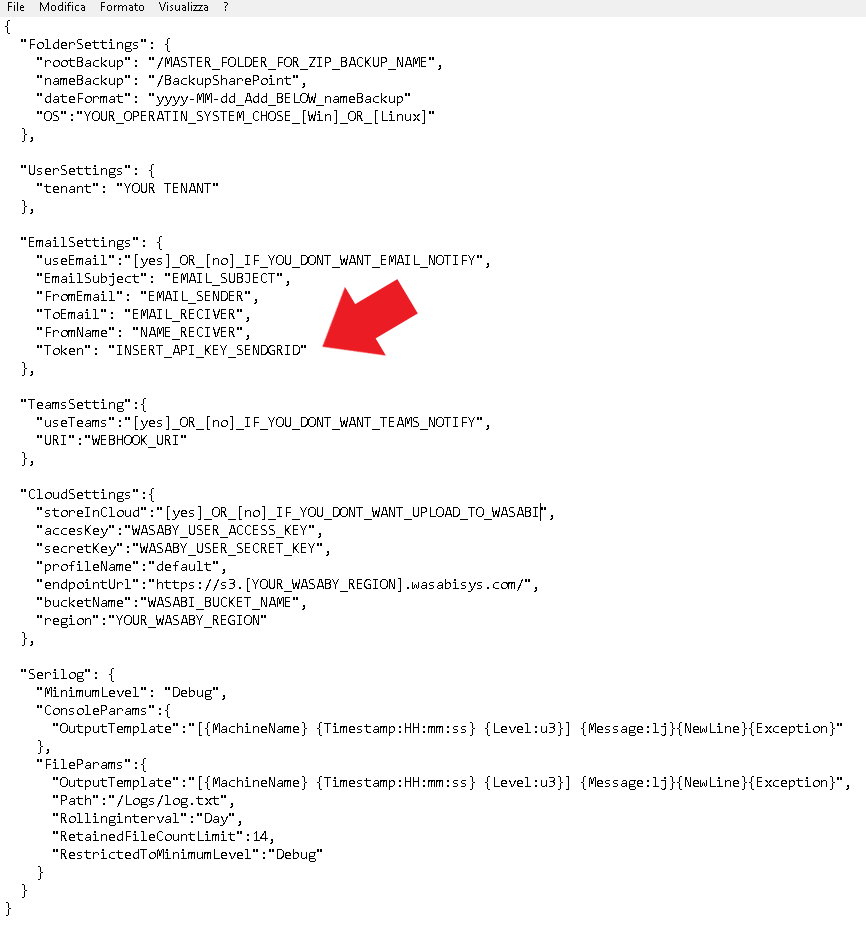 File Modifica Formato Visualizza ?
{
  "FolderSettings": {
    "rootBackup": "/MASTER_FOLDER_FOR_ZIP_BACKUP_NAME",
    "nameBackup": "/BackupSharePoint",
    "dateFormat": "yyyy-MM-dd_Add_BELOW_nameBackup"
    "OS":"YOUR_OPERATIN_SYSTEM_CHOSE_[Win]_OR_[Linux]"
  },

  "UserSettings": {
    "tenant": "YOUR TENANT"
  },

  "EmailSettings": {
    "useEmail":"[yes]_OR_[no]_IF_YOU_DONT_WANT_EMAIL_NOTIFY",
    "EmailSubject": "EMAIL_SUBJECT",
    "FromEmail": "EMAIL_SENDER",
    "ToEmail": "EMAIL_RECIVER",
    "FromName": "NAME_RECIVER",
    "Token": "INSERT_API_KEY_SENDGRID"
  },

  "TeamsSetting":{
    "useTeams":"[yes]_OR_[no]_IF_YOU_DONT_WANT_TEAMS_NOTIFY",
    "URI":"WEBHOOK_URI"
  },

  "CloudSettings":{
    "storeInCloud":"[yes]_OR_[no]_IF_YOU_DONT_WANT_UPLOAD_TO_WASABI",
    "accesKey":"WASABY_USER_ACCESS_KEY",
    "secretKey":"WASABY_USER_SECRET_KEY",
    "profileName":"default",
    "endpointUrl":"https://s3.[YOUR_WASABY_REGION].wasabisys.com/",
    "bucketName":"WASABI_BUCKET_NAME",
    "region":"YOUR_WASABY_REGION"
  },

  "Serilog": {
    "MinimumLevel": "Debug",
    "ConsoleParams":{
      "OutputTemplate":"[{MachineName} {Timestamp:HH:mm:ss} {Level:u3}] {Message:lj}{NewLine}{Exception}"
    },
    "FileParams":{
      "OutputTemplate":"[{MachineName} {Timestamp:HH:mm:ss} {Level:u3}] {Message:lj}{NewLine}{Exception}",
      "Path":"/Logs/log.txt",
      "Rollinginterval":"Day",
      "RetainedFileCountLimit":14,
      "RestrictedToMinimumLevel":"Debug"
    }
  }
}